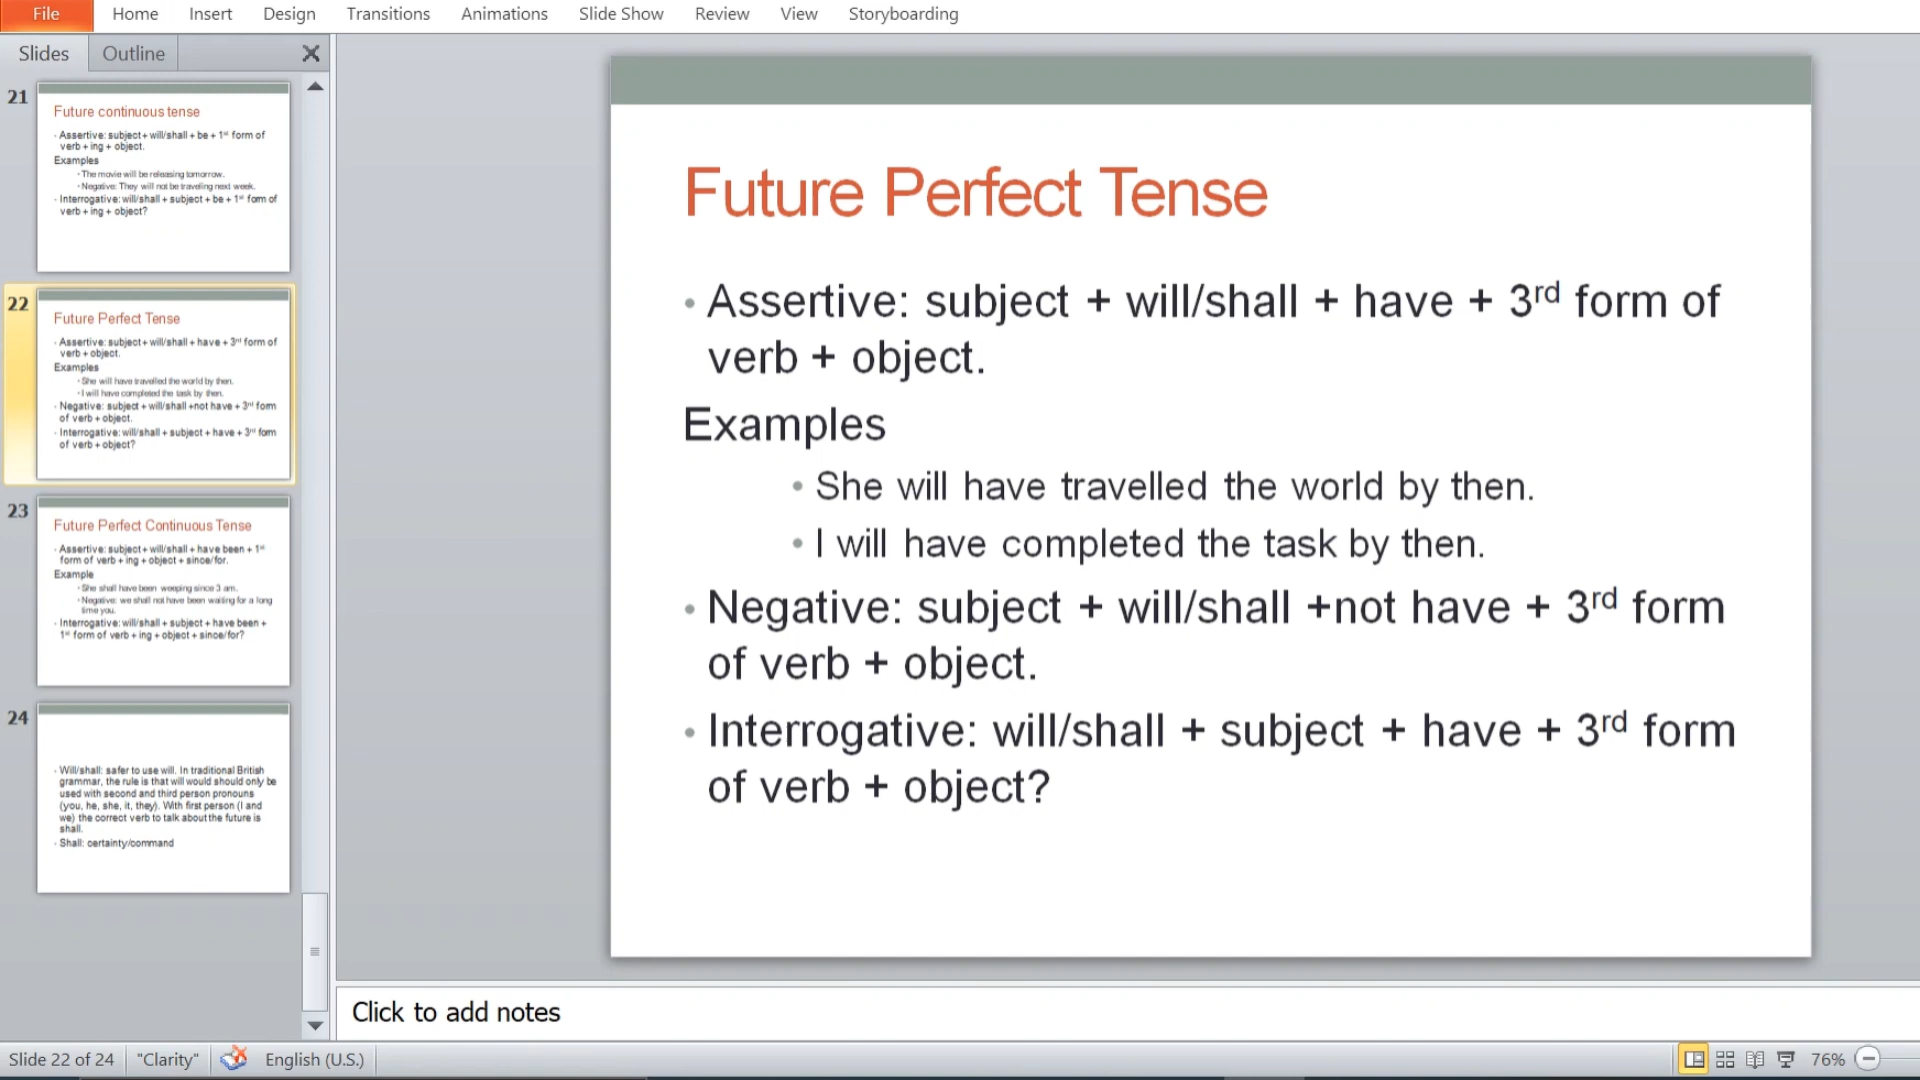 File Home Insert Design Transitions Animations Slide Show Review View Storyboarding
Slides Outline
21
Future continuous tense
Assertive: subject + will/shall + be + 1st form of
verb + ing + object.
Examples
The movie will be releasing tomorrow.
Negative: They will not be traveling next week.
Interrogative: will/shall + subject + be + 1st form of
verb + ing + object?
22
Future Perfect Tense
Assertive: subject + will/shall + have + 3rd form of
verb + object.
Examples
She will have travelled the world by then.
I will have completed the task by then.
Negative: subject + will/shall +not have + 3rd form
of verb + object.
Interrogative: will/shall + subject + have + 3rd form
of verb + object?
23
Future Perfect Continuous Tense
Assertive: subject + will/shall + have been + 1st
form of verb + ing + object + since/for.
Example
She shall have been weeping since 3 am.
Negative: we shall not have been waiting for a long
time you.
Interrogative: will/shall + subject + have been +
1st form of verb + ing + object + since/for?
24
Will/shall: safer to use will. In traditional British
grammar, the rule is that will would should only be
used with second and third person pronouns
(you, he, she, it, they). With first person (I and
we) the correct verb to talk about the future is
shall.
Shall: certainty/command
Future Perfect Tense
• Assertive: subject + will/shall + have + 3rd form of
verb + object.
Examples
• She will have travelled the world by then.
• I will have completed the task by then.
• Negative: subject + will/shall +not have + 3rd form
of verb + object.
• Interrogative: will/shall + subject + have + 3rd form
of verb + object?
Click to add notes
Slide 22 of 24 "Clarity" English (U.S.) 76%